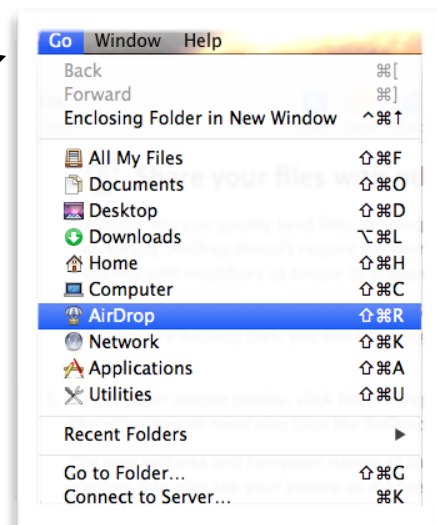 Go Window Help
Back ⌘[
Forward ⌘]
Enclosing Folder in New Window ^⌘↑
All My Files ⇧⌘F
Documents ⇧⌘O
Desktop ⇧⌘D
Downloads ⌥⌘L
Home ⇧⌘H
Computer ⇧⌘C
AirDrop ⇧⌘R
Network ⇧⌘K
Applications ⇧⌘A
Utilities ⇧⌘U
Recent Folders ▶
Go to Folder... ⇧⌘G
Connect to Server... ⌘K